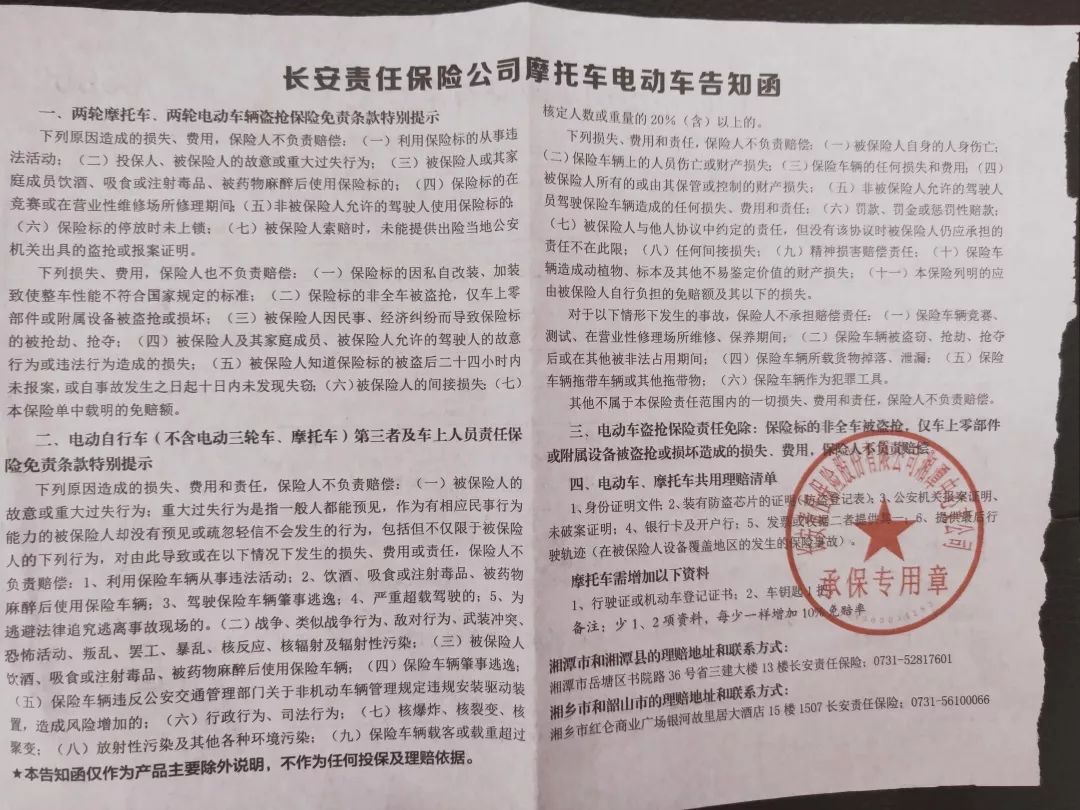 长安责任保险公司摩托车电动车告知函
一、两轮摩托车、两轮电动车辆盗抢保险免责条款特别提示
下列原因造成的损失、费用，保险人不负责赔偿：（一）利用保险标的从事违
法活动；（二）投保人、被保险人的故意或重大过失行为；（三）被保险人或其家
庭成员饮酒、吸食或注射毒品、被药物麻醉后使用保险标的；（四）保险标的在
竞赛或在营业性维修场所修理期间；（五）非被保险人允许的驾驶人使用保险标的；
（六）保险标的停放时未上锁；（七）被保险人索赔时，未能提供出险当地公安
机关出具的盗抢或报案证明。
下列损失、费用，保险人也不负责赔偿：（一）保险标的因私自改装、加装
致使整车性能不符合国家规定的标准；（二）保险标的非全车被盗抢，仅车上零
部件或附属设备被盗抢或损坏；（三）被保险人因民事、经济纠纷而导致保险标
的被抢劫、抢夺；（四）被保险人及其家庭成员、被保险人允许的驾驶人的故意
行为或违法行为造成的损失；（五）被保险人知道保险标的被盗后二十四小时内
未报案，或自事故发生之日起十日内未发现失窃；（六）被保险人的间接损失；（七）
本保险单中载明的免赔额。
二、电动自行车（不含电动三轮车、摩托车）第三者及车上人员责任保
险免责条款特别提示
下列原因造成的损失、费用和责任，保险人不负责赔偿：（一）被保险人的
故意或重大过失行为；重大过失行为是指一般人都能预见，作为有相应民事行为
能力的被保险人却没有预见或疏忽轻信不会发生的行为，包括但不仅限于被保险
人的下列行为，对由此导致或在以下情况下发生的损失、费用或责任，保险人不
负责赔偿：1、利用保险车辆从事违法活动；2、饮酒、吸食或注射毒品、被药物
麻醉后使用保险车辆；3、驾驶保险车辆肇事逃逸；4、严重超载驾驶的；5、为
逃避法律追究逃离事故现场的。（二）战争、类似战争行为、敌对行为、武装冲突、
恐怖活动、叛乱、罢工、暴乱、核反应、核辐射及辐射性污染；（三）被保险人
饮酒、吸食或注射毒品、被药物麻醉后使用保险车辆；（四）保险车辆肇事逃逸；
（五）保险车辆违反公安交通管理部门关于非机动车辆管理规定违规安装驱动装
置，造成风险增加的；（六）行政行为、司法行为；（七）核爆炸、核裂变、核
聚变；（八）放射性污染及其他各种环境污染；（九）保险车辆载客或载重超过
★本告知函仅作为产品主要除外说明，不作为任何投保及理赔依据。
核定人数或重量的20%（含）以上的。
下列损失、费用和责任，保险人不负责赔偿：（一）被保险人自身的人身伤亡；
（二）保险车辆上的人员伤亡或财产损失；（三）保险车辆的任何损失和费用；（四）
被保险人所有的或由其保管或控制的财产损失；（五）非被保险人允许的驾驶人
员驾驶保险车辆造成的任何损失、费用和责任；（六）罚款、罚金或惩罚性赔款；
（七）被保险人与他人协议中约定的责任，但没有该协议时被保险人仍应承担的
责任不在此限；（八）任何间接损失；（九）精神损害赔偿责任；（十）保险车
辆造成动植物、标本及其他不易鉴定价值的财产损失；（十一）本保险列明的应
由被保险人自行负担的免赔额及其以下的损失。
对于以下情形下发生的事故，保险人不承担赔偿责任：（一）保险车辆竞赛、
测试、在营业性修理场所维修、保养期间；（二）保险车辆被盗窃、抢劫、抢夺
后或在其他被非法占用期间；（四）保险车辆所载货物掉落、泄漏；（五）保险
车辆拖带车辆或其他拖带物；（六）保险车辆作为犯罪工具。
其他不属于本保险责任范围内的一切损失、费用和责任，保险人不负责赔偿。
三、电动车盗抢保险责任免除：保险标的非全车被盗抢，仅车上零部件
或附属设备被盗抢或损坏造成的损失、费用，保险人不负责赔偿
四、电动车、摩托车共用理赔清单
1、身份证明文件；2、装有防盗芯片的证明（防盗登记表）；3、公安机关报案证明、
未破案证明；4、银行卡及开户行；5、发票或收据二者提供其一；6、提供最后行
驶轨迹（在被保险人设备覆盖地区的发生的保险事故）。
摩托车需增加以下资料
1、行驶证或机动车登记证书；2、车钥匙1把
备注：少1、2项资料，每少一样增加10%免赔率
湘潭市和湘潭县的理赔地址和联系方式：
湘潭市岳塘区书院路36号省三建大楼13楼长安责任保险；0731-52817601
湘乡市和韶山市的理赔地址和联系方式：
湘乡市红仑商业广场银河故里居大酒店15楼1507长安责任保险；0731-56100066
承保专用章